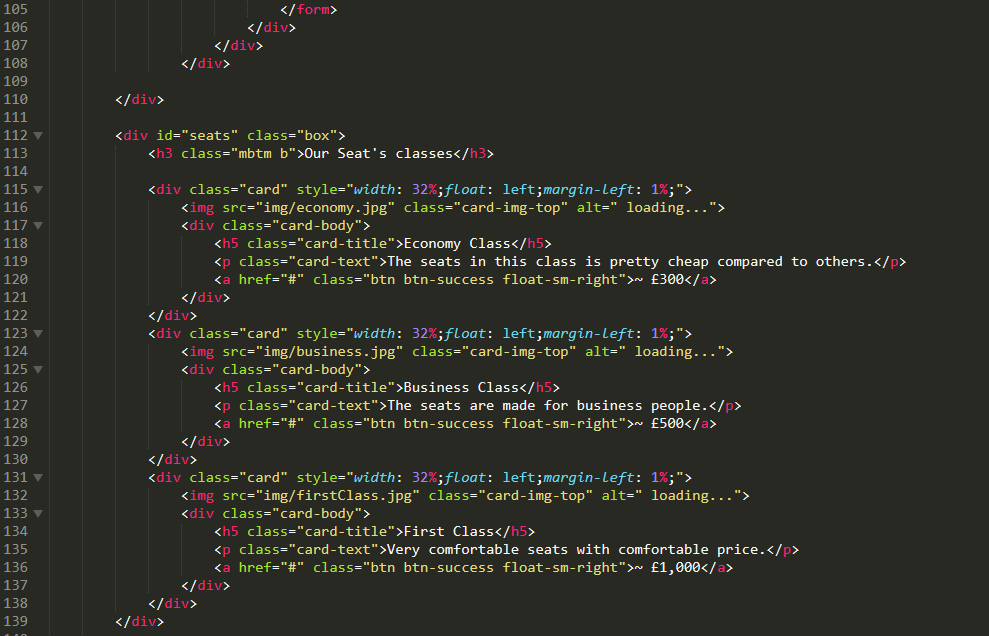 105 </form>
106 </div>
107 </div>
108 </div>
109
110 </div>
111
112 <div id="seats" class="box">
113 <h3 class="mbtm b">Our Seat's classes</h3>
114
115 <div class="card" style="width: 32%;float: left;margin-left: 1%;">
116 <img src="img/economy.jpg" class="card-img-top" alt=" loading...">
117 <div class="card-body">
118 <h5 class="card-title">Economy Class</h5>
119 <p class="card-text">The seats in this class is pretty cheap compared to others.</p>
120 <a href="#" class="btn btn-success float-sm-right">~ £300</a>
121 </div>
122 </div>
123 <div class="card" style="width: 32%;float: left;margin-left: 1%;">
124 <img src="img/business.jpg" class="card-img-top" alt=" loading...">
125 <div class="card-body">
126 <h5 class="card-title">Business Class</h5>
127 <p class="card-text">The seats are made for business people.</p>
128 <a href="#" class="btn btn-success float-sm-right">~ £500</a>
129 </div>
130 </div>
131 <div class="card" style="width: 32%;float: left;margin-left: 1%;">
132 <img src="img/firstClass.jpg" class="card-img-top" alt=" loading...">
133 <div class="card-body">
134 <h5 class="card-title">First Class</h5>
135 <p class="card-text">Very comfortable seats with comfortable price.</p>
136 <a href="#" class="btn btn-success float-sm-right">~ £1,000</a>
137 </div>
138 </div>
139 </div>